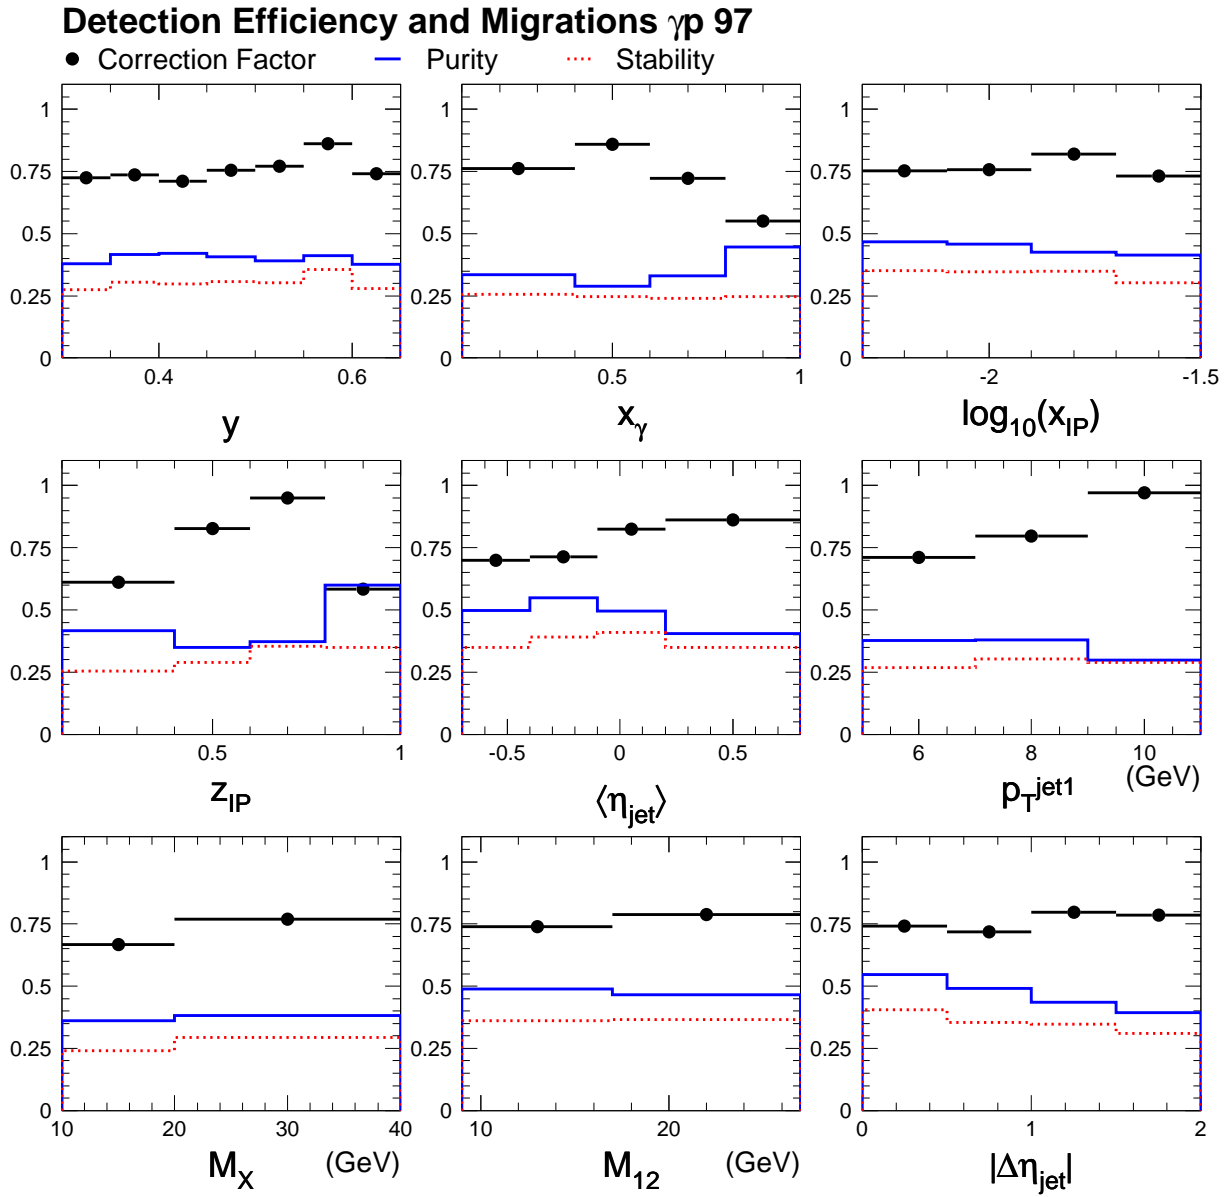 Detection Efficiency and Migrations γp 97
Correction Factor Purity Stability
1 1 1
0.75 0.75 0.75
0.5 0.5 0.5
0.25 0.25 0.25
0 0 0
0.4 0.6 0.5 1 -2 -1.5
y xγ log10(xIP)
1 1 1
0.75 0.75 0.75
0.5 0.5 0.5
0.25 0.25 0.25
0 0 0
0.5 1 -0.5 0 0.5 6 8 10
zIP ⟨ηjet⟩ pTjet1 (GeV)
1 1 1
0.75 0.75 0.75
0.5 0.5 0.5
0.25 0.25 0.25
0 0 0
10 20 30 40 10 20 0 1 2
MX (GeV) M12 (GeV) |Δηjet|